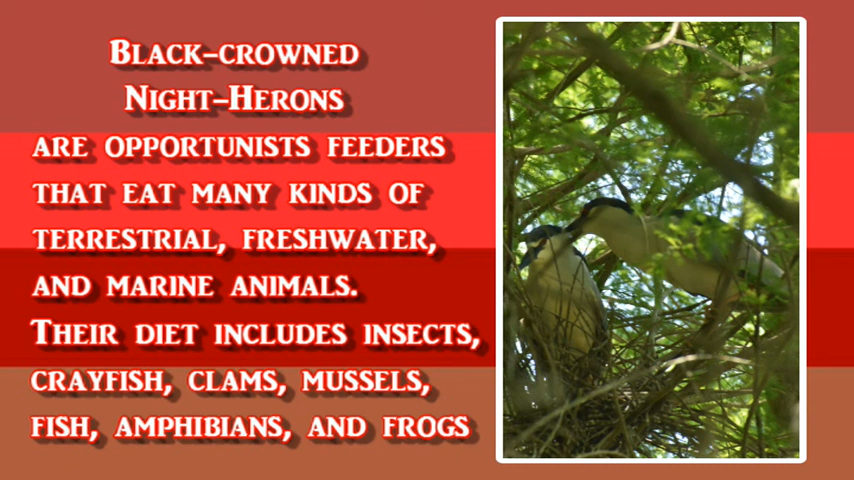 Black-crowned
Night-Herons
are opportunists feeders
that eat many kinds of
terrestrial, freshwater,
and marine animals.
Their diet includes insects,
crayfish, clams, mussels,
fish, amphibians, and frogs